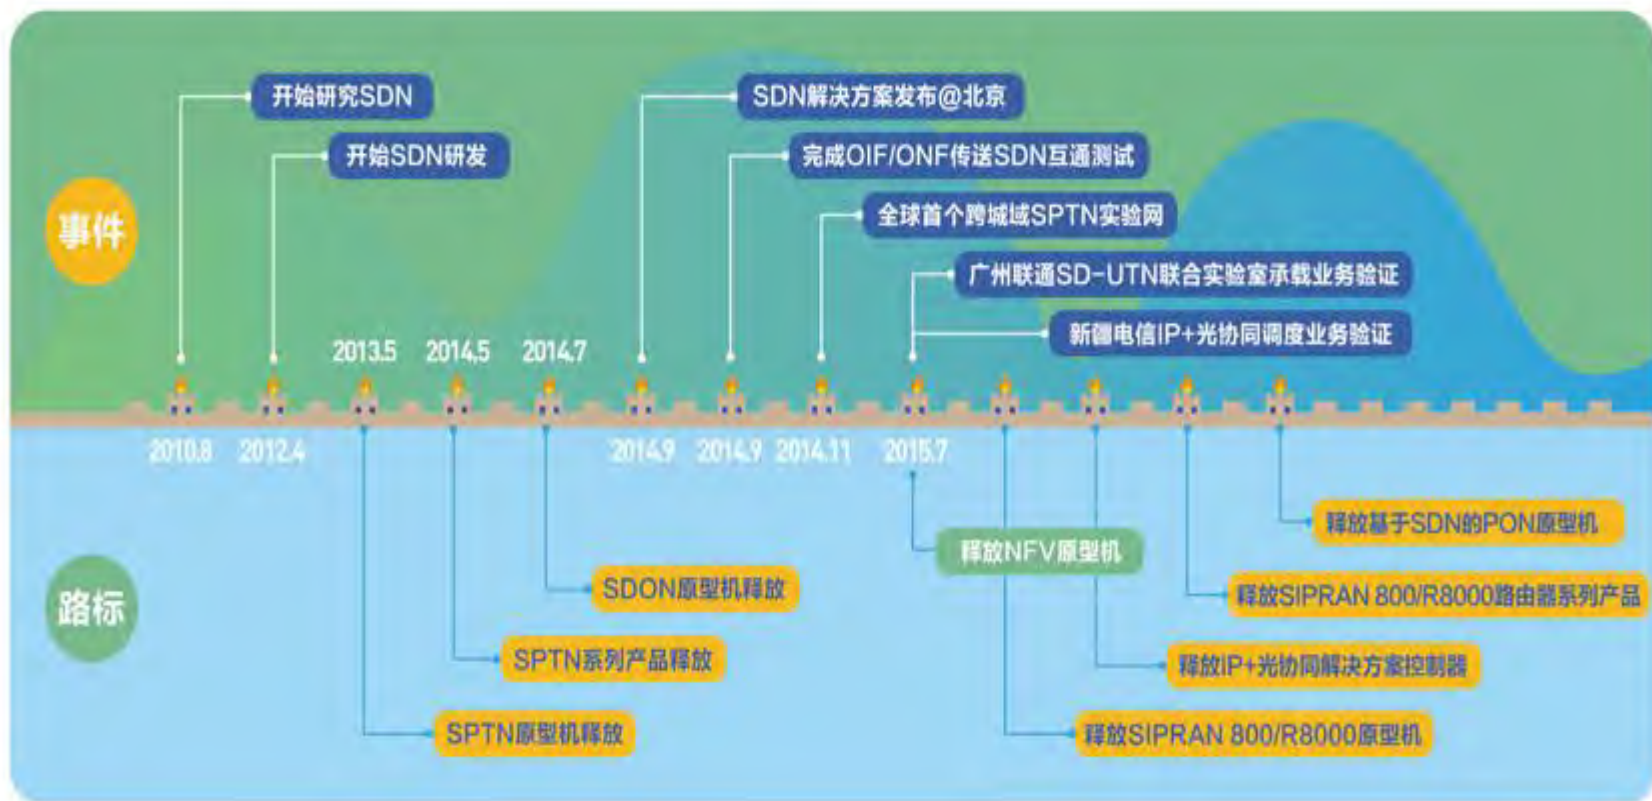 开始研究SDN
SDN解决方案发布@北京
开始SDN研发
完成OIF/ONF传送SDN互通测试
全球首个跨城域SPTN实验网
事件
广州联通SD-UTN联合实验室承载业务验证
新疆电信IP+光协同调度业务验证
2013.5
2014.5
2014.7
2010.8
2012.4
2014.9
2014.9
2014.11
2015.7
释放基于SDN的PON原型机
释放NFV原型机
SDON原型机释放
释放SIPRAN 800/R8000路由器系列产品
路标
SPTN系列产品释放
释放IP+光协同解决方案控制器
SPTN原型机释放
释放SIPRAN 800/R8000原型机